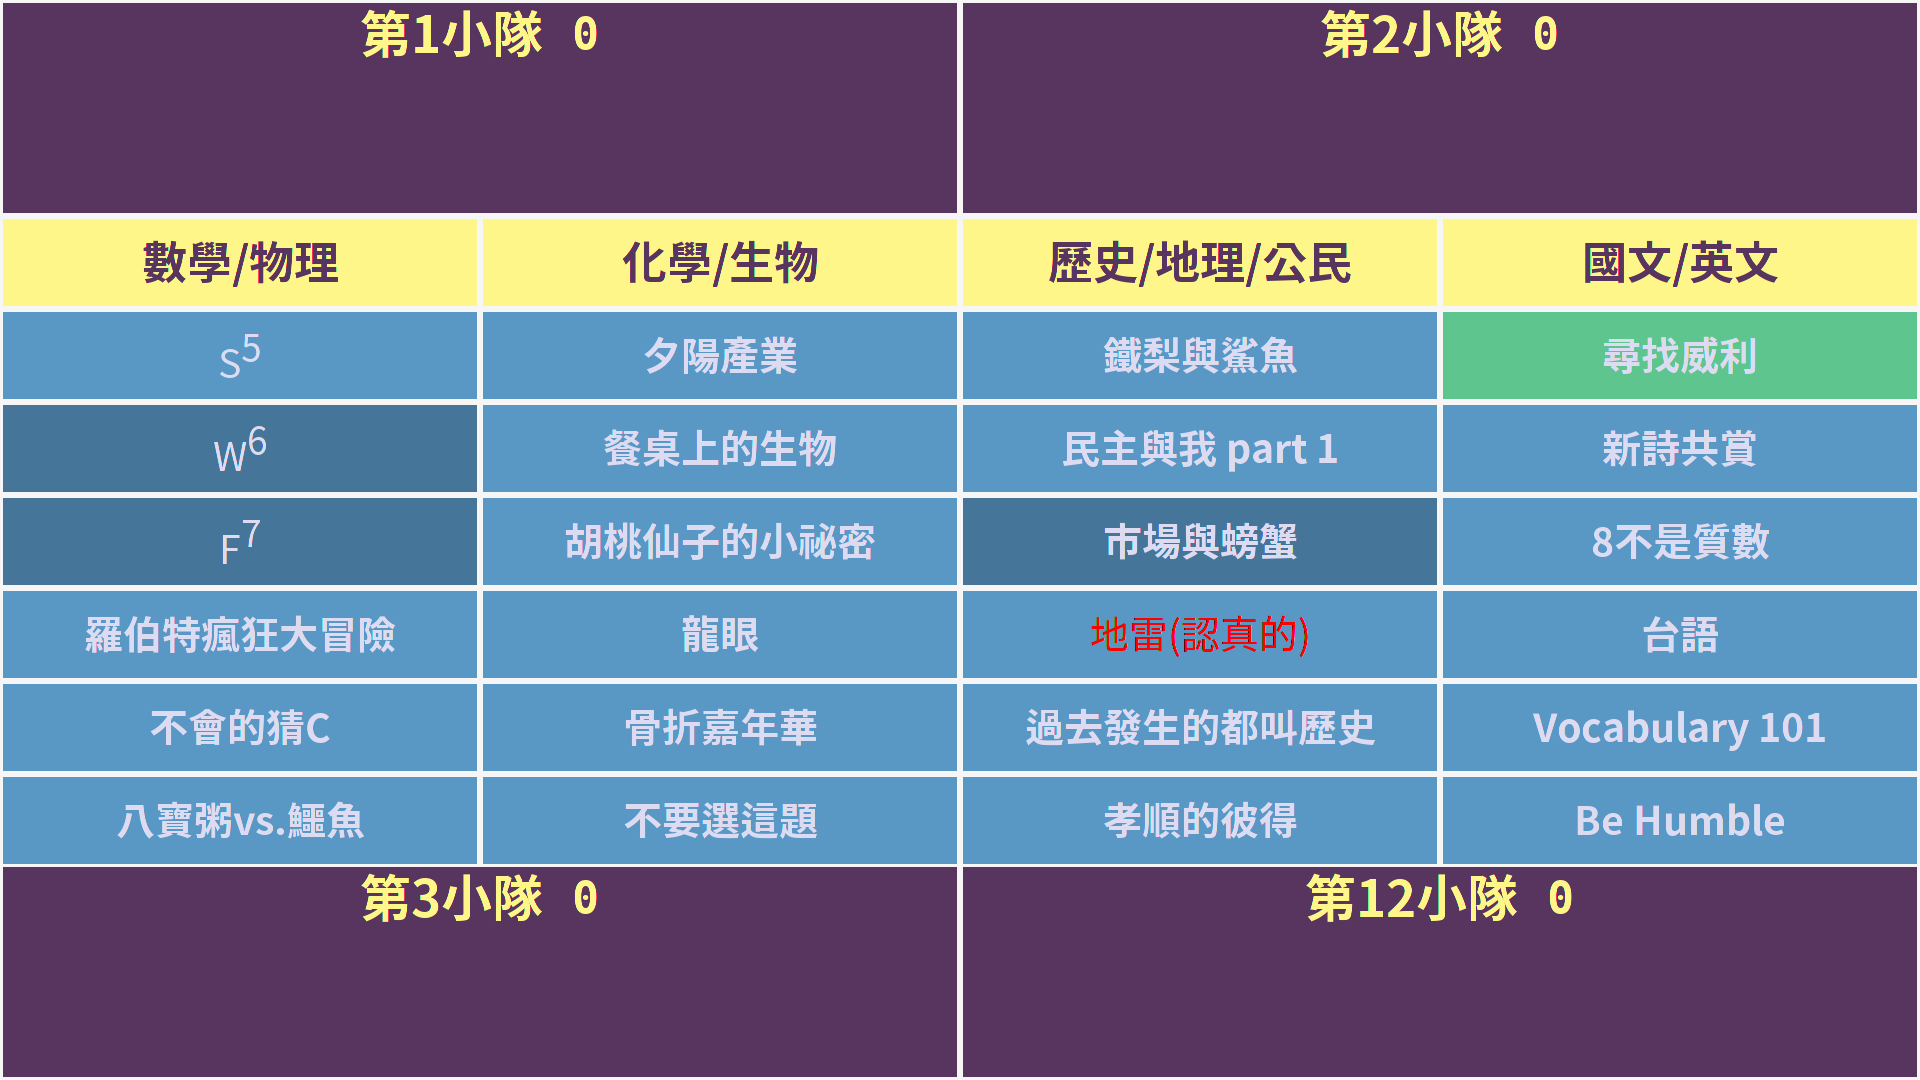 第1小隊 0
第2小隊 0
數學/物理
化學/生物
歷史/地理/公民
國文/英文
S⁵
夕陽產業
鐵梨與鯊魚
尋找威利
W⁶
餐桌上的生物
民主與我 part 1
新詩共賞
F⁷
胡桃仙子的小祕密
市場與螃蟹
8不是質數
羅伯特瘋狂大冒險
龍眼
地雷(認真的)
台語
不會的猜C
骨折嘉年華
過去發生的都叫歷史
Vocabulary 101
八寶粥vs.鱷魚
不要選這題
孝順的彼得
Be Humble
第3小隊 0
第12小隊 0